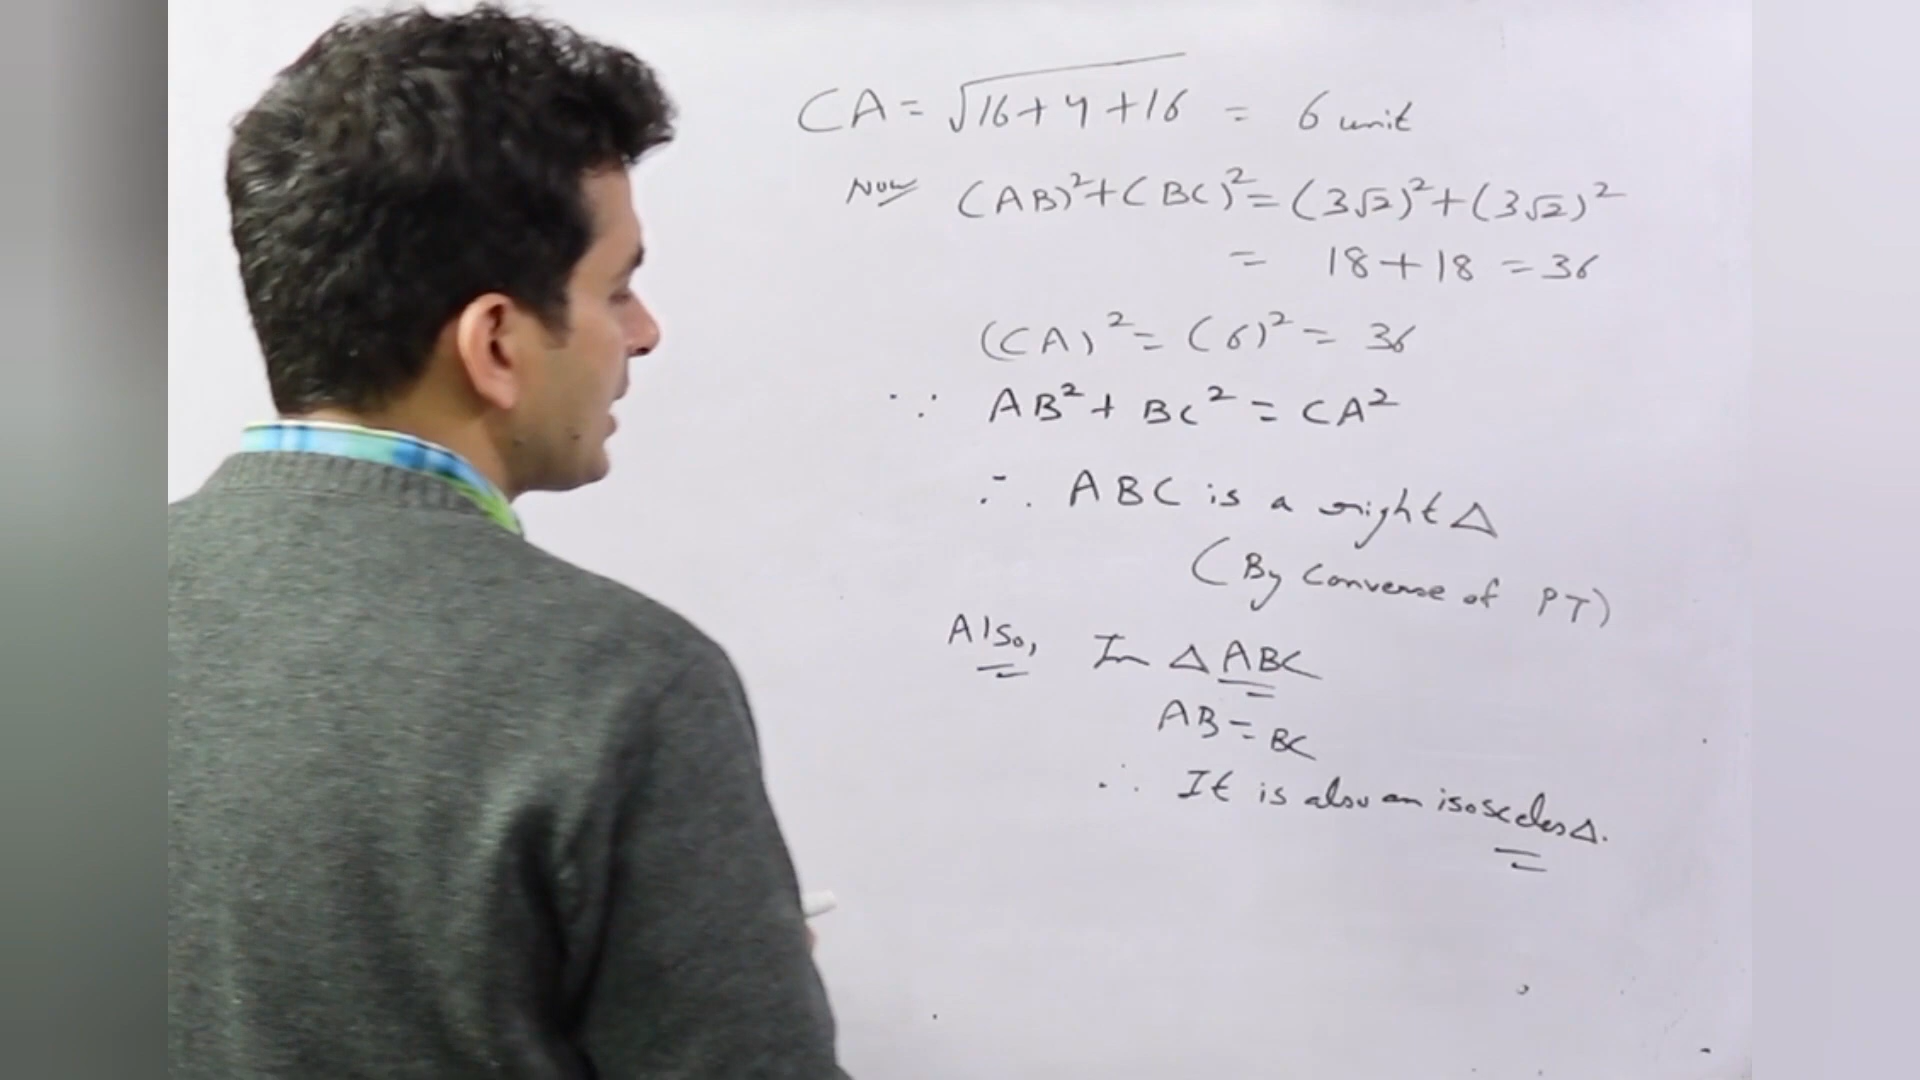 CA = √16+4+16 = 6 unit
Now (AB)²+(BC)² = (3√2)²+(3√2)²
= 18+18 = 36
(CA)² = (6)² = 36
∵ AB²+BC² = CA²
∴ ABC is a right △
(By Converse of PT)
Also, In △ABC
AB = BC
∴ It is also an isosceles△.